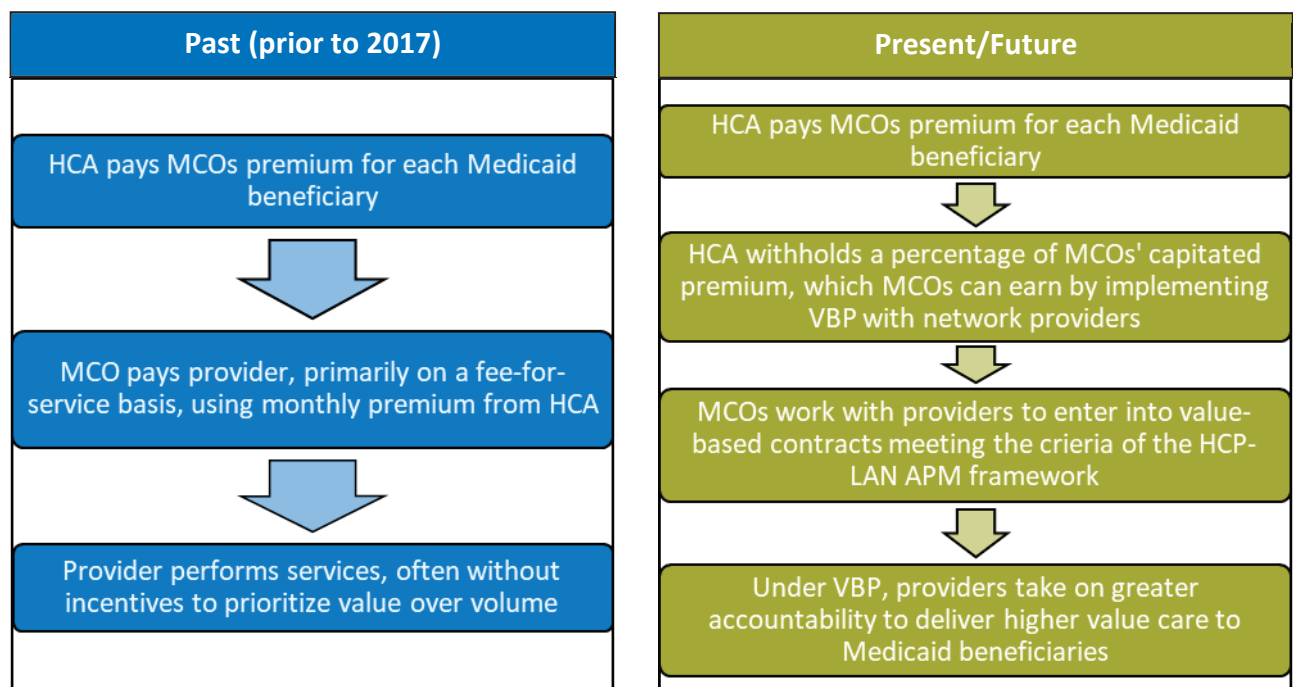 Past (prior to 2017)
HCA pays MCOs premium for each Medicaid
beneficiary
MCO pays provider, primarily on a fee-for-
service basis, using monthly premium from HCA
Provider performs services, often without
incentives to prioritize value over volume
Present/Future
HCA pays MCOs premium for each Medicaid
beneficiary
HCA withholds a percentage of MCOs' capitated
premium, which MCOs can earn by implementing
VBP with network providers
MCOs work with providers to enter into value-
based contracts meeting the crieria of the HCP-
LAN APM framework
Under VBP, providers take on greater
accountability to deliver higher value care to
Medicaid beneficiaries